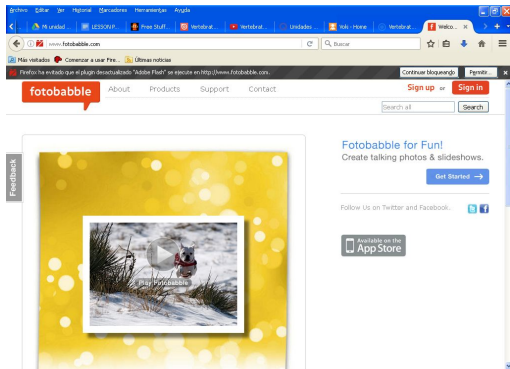 Archivo Editar Ver Historial Marcadores Herramientas Ayuda
Mi unidad ... LESSON P... Free Stuff... Vertebrat... Vertebrat... Unidades ... Voki - Home Vertebrat... Welco... x
www.fotobabble.com Buscar
Más visitados Comenzar a usar Fire... Últimas noticias
Firefox ha evitado que el plugin desactualizado "Adobe Flash" se ejecute en http://www.fotobabble.com. Continuar bloqueando Permitir...
fotobabble About Products Support Contact Sign up or Sign in
Search all Search
Feedback
Fotobabble for Fun!
Create talking photos & slideshows.
Get Started →
Follow Us on Twitter and Facebook.
Available on the
App Store
Play Fotobabble